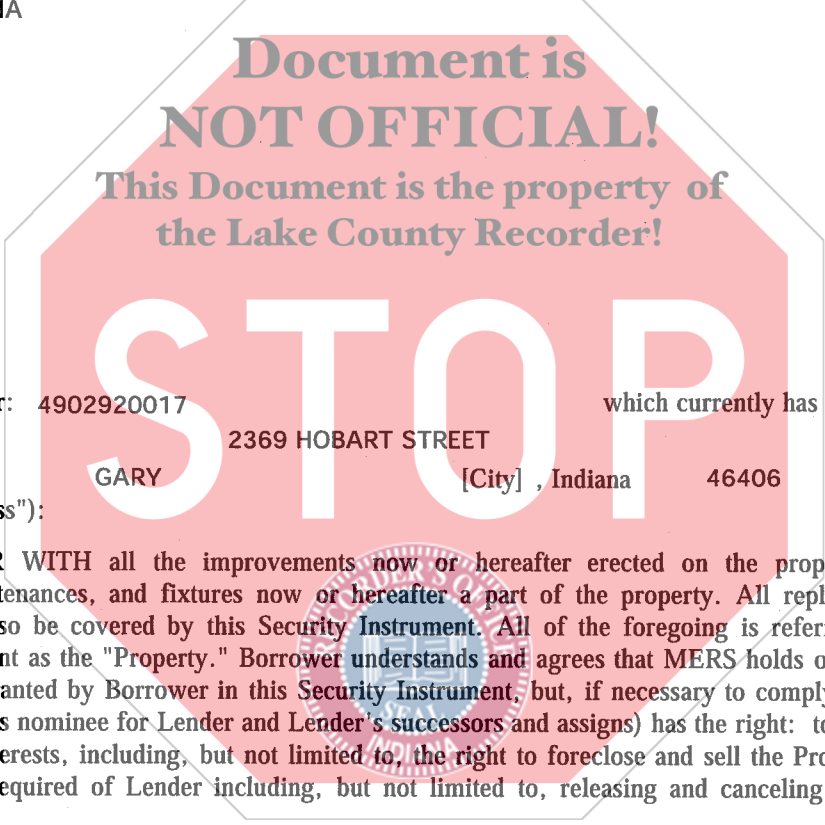 NA
Document is
NOT OFFICIAL!
This Document is the property of
the Lake County Recorder!
STOP
r: 4902920017 which currently has
2369 HOBART STREET
GARY [City] , Indiana 46406
ss"):
R WITH all the improvements now or hereafter erected on the prop
tenances, and fixtures now or hereafter a part of the property. All repl
so be covered by this Security Instrument. All of the foregoing is referr
nt as the "Property." Borrower understands and agrees that MERS holds o
anted by Borrower in this Security Instrument, but, if necessary to comply
s nominee for Lender and Lender's successors and assigns) has the right: to
erests, including, but not limited to, the right to foreclose and sell the Pro
equired of Lender including, but not limited to, releasing and canceling
RECORDER'S OFFICE
SEAL
INDIANA